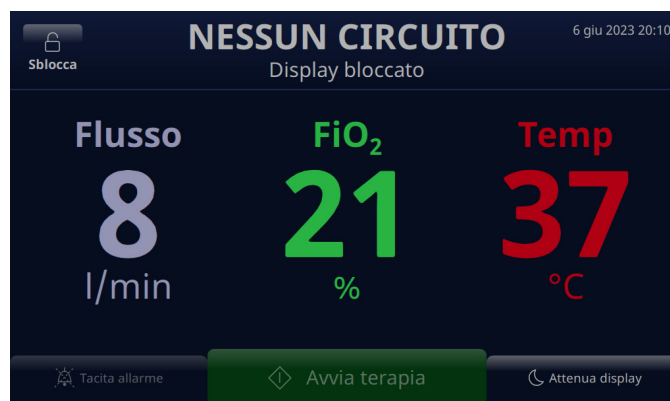 NESSUN CIRCUITO
6 giu 2023 20:10
Sblocca
Display bloccato
Flusso FiO₂ Temp
8 21 37
l/min % °C
Tacita allarme Avvia terapia Attenua display